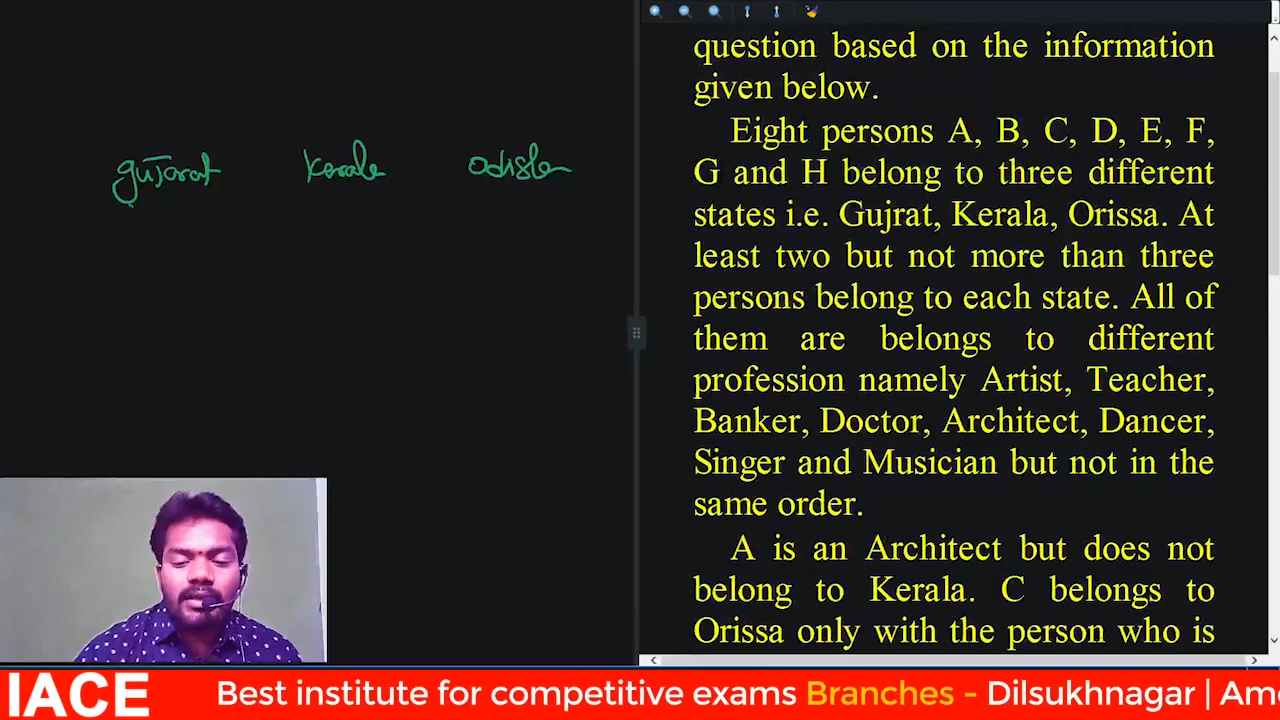 gujarat kerala odisha
question based on the information
given below.
Eight persons A, B, C, D, E, F,
G and H belong to three different
states i.e. Gujrat, Kerala, Orissa. At
least two but not more than three
persons belong to each state. All of
them are belongs to different
profession namely Artist, Teacher,
Banker, Doctor, Architect, Dancer,
Singer and Musician but not in the
same order.
A is an Architect but does not
belong to Kerala. C belongs to
Orissa only with the person who is
IACE
Best institute for competitive exams Branches - Dilsukhnagar | Am